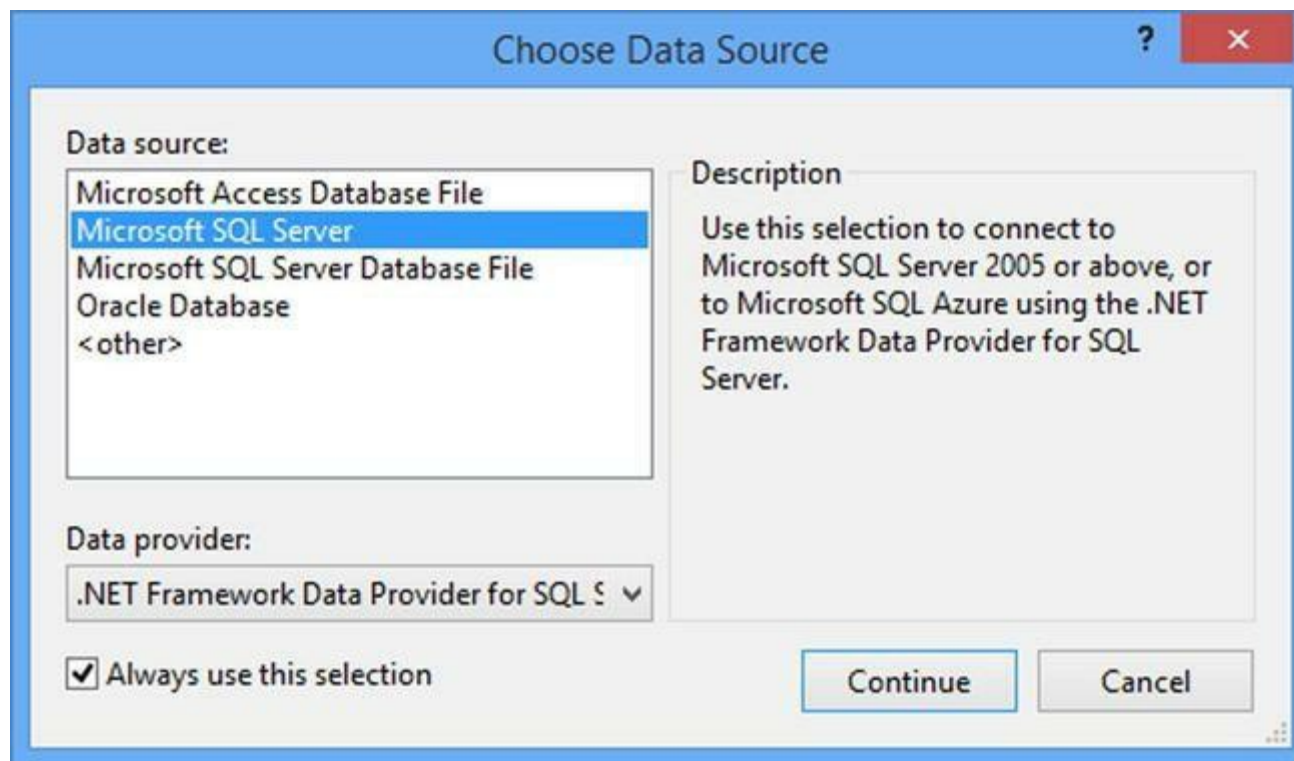 Choose Data Source
?
Data source:
Microsoft Access Database File
Microsoft SQL Server
Microsoft SQL Server Database File
Oracle Database
<other>
Description
Use this selection to connect to
Microsoft SQL Server 2005 or above, or
to Microsoft SQL Azure using the .NET
Framework Data Provider for SQL
Server.
Data provider:
.NET Framework Data Provider for SQL S
Always use this selection
Continue
Cancel